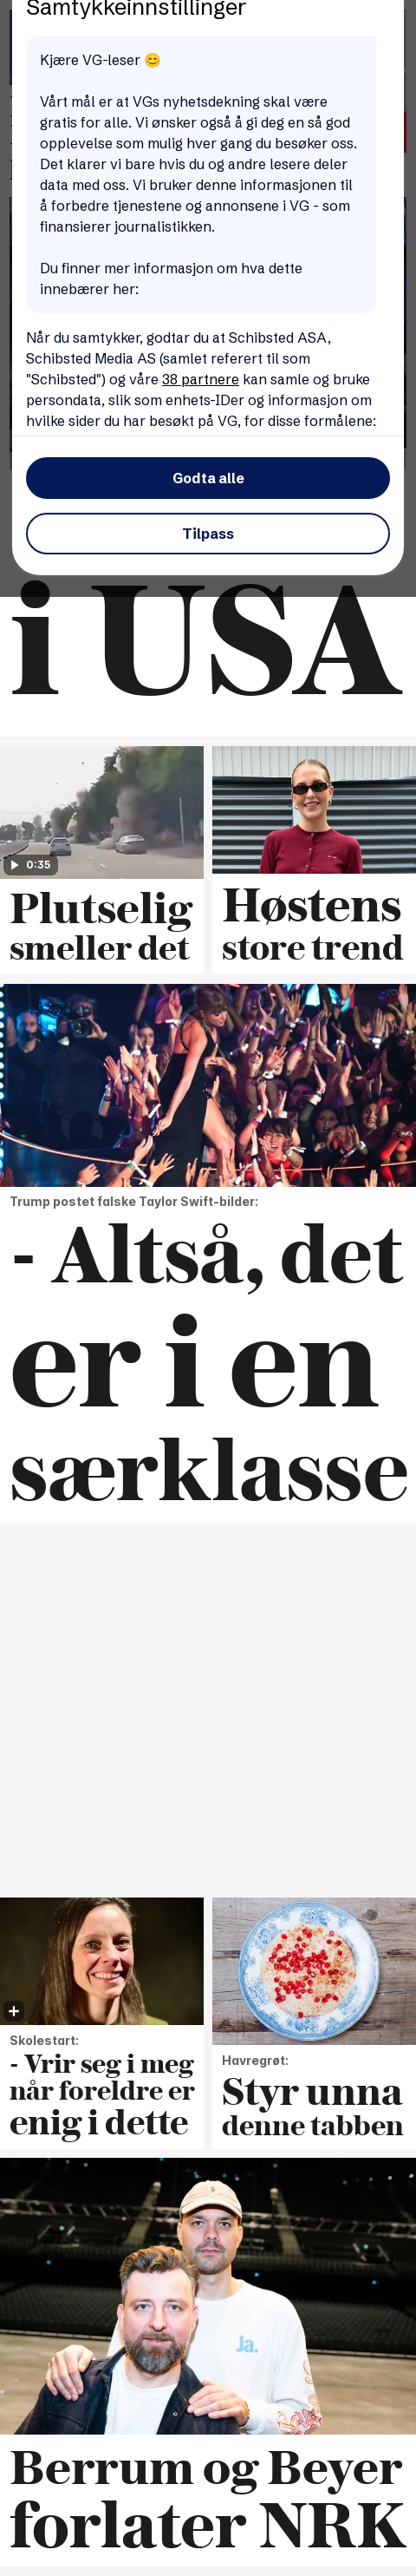 Samtykkeinnstillinger
Kjære VG-leser 😊
Vårt mål er at VGs nyhetsdekning skal være
gratis for alle. Vi ønsker også å gi deg en så god
opplevelse som mulig hver gang du besøker oss.
Det klarer vi bare hvis du og andre lesere deler
data med oss. Vi bruker denne informasjonen til
å forbedre tjenestene og annonsene i VG - som
finansierer journalistikken.
Du finner mer informasjon om hva dette
innebærer her:
Når du samtykker, godtar du at Schibsted ASA,
Schibsted Media AS (samlet referert til som
"Schibsted") og våre 38 partnere kan samle og bruke
persondata, slik som enhets-IDer og informasjon om
hvilke sider du har besøkt på VG, for disse formålene:
Godta alle
Tilpass
i USA
0:35
Plutselig
smeller det
Høstens
store trend
Trump postet falske Taylor Swift-bilder:
- Altså, det
er i en
særklasse
Skolestart:
- Vrir seg i meg
når foreldre er
enig i dette
Havregrøt:
Styr unna
denne tabben
Ja.
Berrum og Beyer
forlater NRK